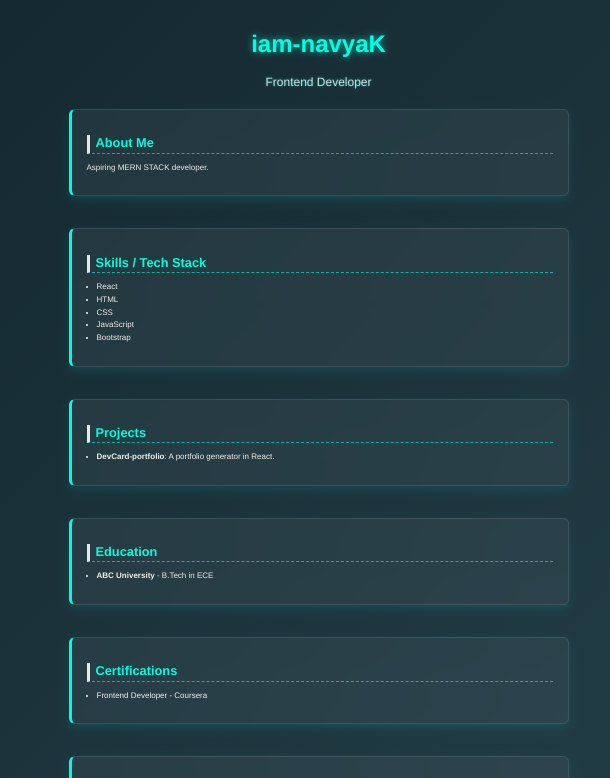 iam-navyaK
Frontend Developer
About Me
Aspiring MERN STACK developer.
Skills / Tech Stack
React
HTML
CSS
JavaScript
Bootstrap
Projects
DevCard-portfolio: A portfolio generator in React.
Education
ABC University - B.Tech in ECE
Certifications
Frontend Developer - Coursera